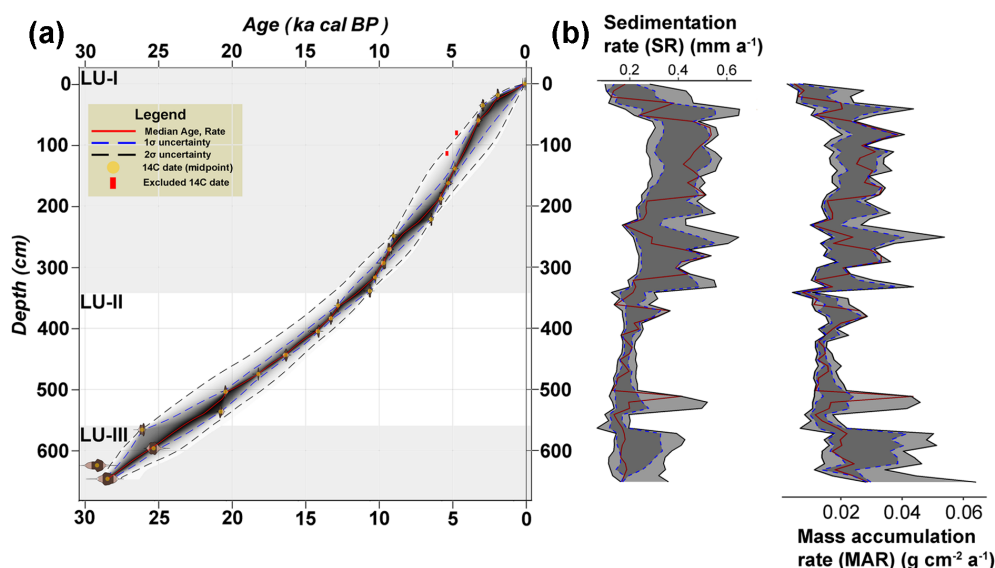 (a)
Age (ka cal BP)
30 25 20 15 10 5 0
LU-I
0 0
Legend
Median Age, Rate
1σ uncertainty
2σ uncertainty
14C date (midpoint)
Excluded 14C date
100 100
200 200
300 300
LU-II
400 400
500 500
LU-III
600 600
Depth (cm)
30 25 20 15 10 5 0
(b)
Sedimentation
rate (SR) (mm a⁻¹)
0.2 0.4 0.6
0.02 0.04 0.06
Mass accumulation
rate (MAR) (g cm⁻² a⁻¹)